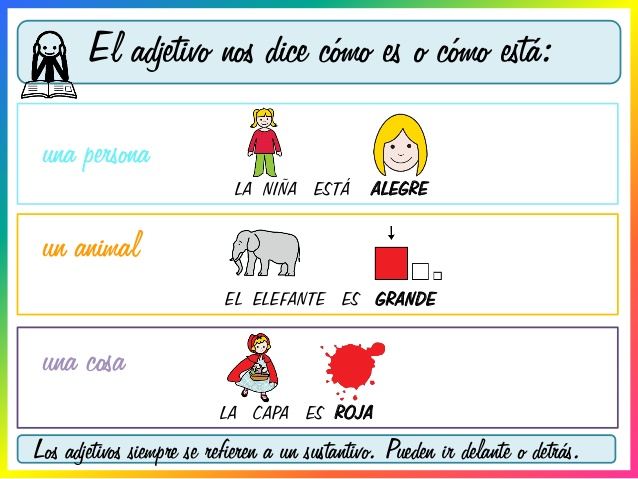 El adjetivo nos dice cómo es o cómo está:
una persona
LA NIÑA ESTÁ ALEGRE
un animal
EL ELEFANTE ES GRANDE
una cosa
LA CAPA ES ROJA
Los adjetivos siempre se refieren a un sustantivo. Pueden ir delante o detrás.